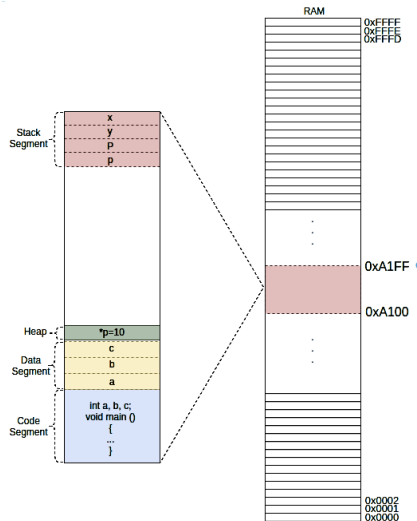 RAM
0xFFFF
0xFFFE
0xFFFD
x
y
P
p
Stack
Segment
0xA1FF
0xA100
Heap
*p=10
c
b
a
Data
Segment
Code
Segment
int a, b, c;
void main ()
{
...
}
0x0002
0x0001
0x0000